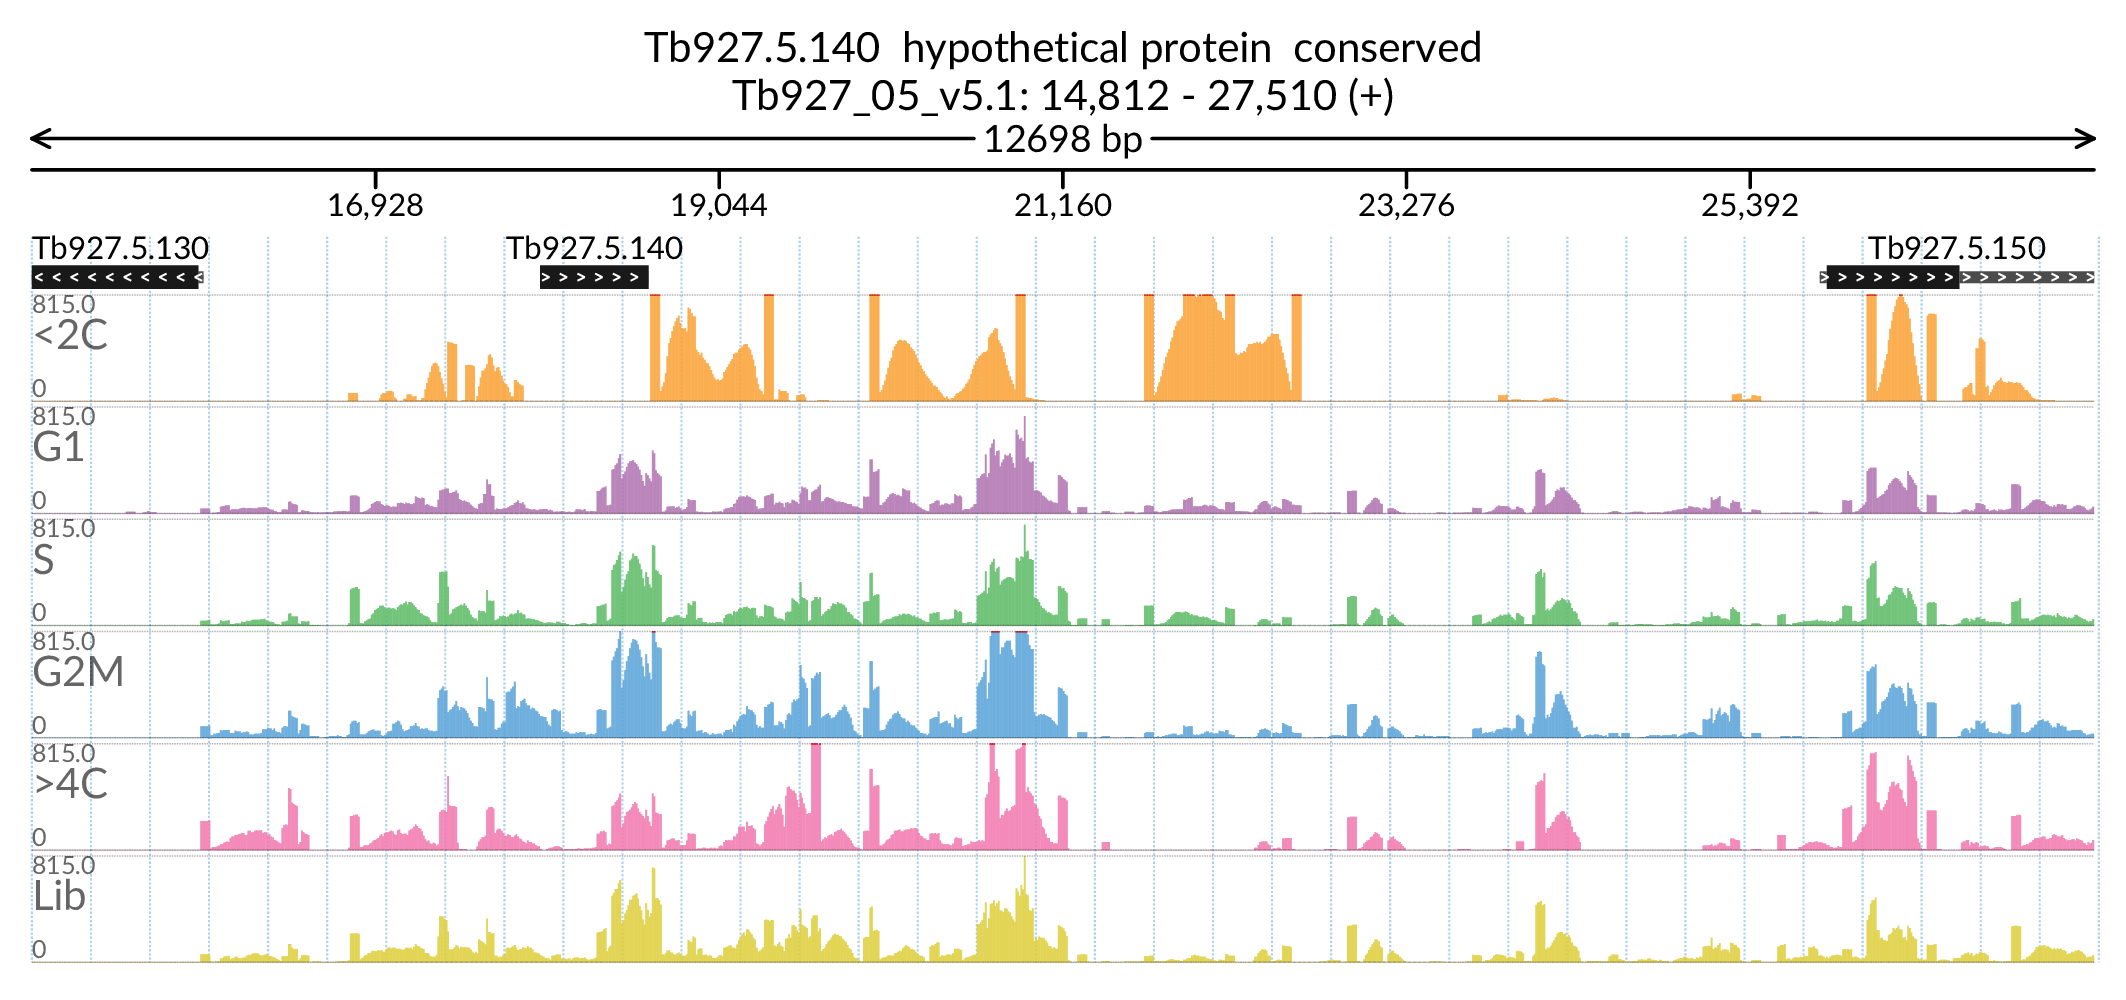 Tb927.5.140  hypothetical protein  conserved
Tb927_05_v5.1: 14,812 - 27,510 (+)
12698 bp
16,928 19,044 21,160 23,276 25,392
Tb927.5.130 Tb927.5.140 Tb927.5.150
815.0
<2C
0
815.0
G1
0
815.0
S
0
815.0
G2M
0
815.0
>4C
0
815.0
Lib
0